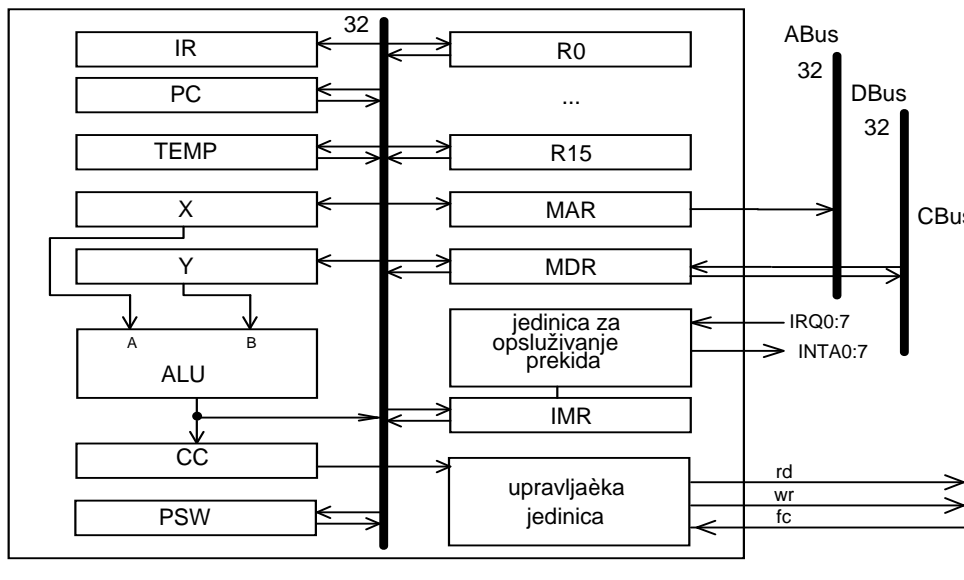 32
ABus
32
DBus
32
CBus
IR
R0
PC
...
TEMP
R15
X
MAR
Y
MDR
A
B
ALU
jedinica za
opsluživanje
prekida
IRQ0:7
INTA0:7
IMR
CC
upravljaèka
jedinica
PSW
rd
wr
fc